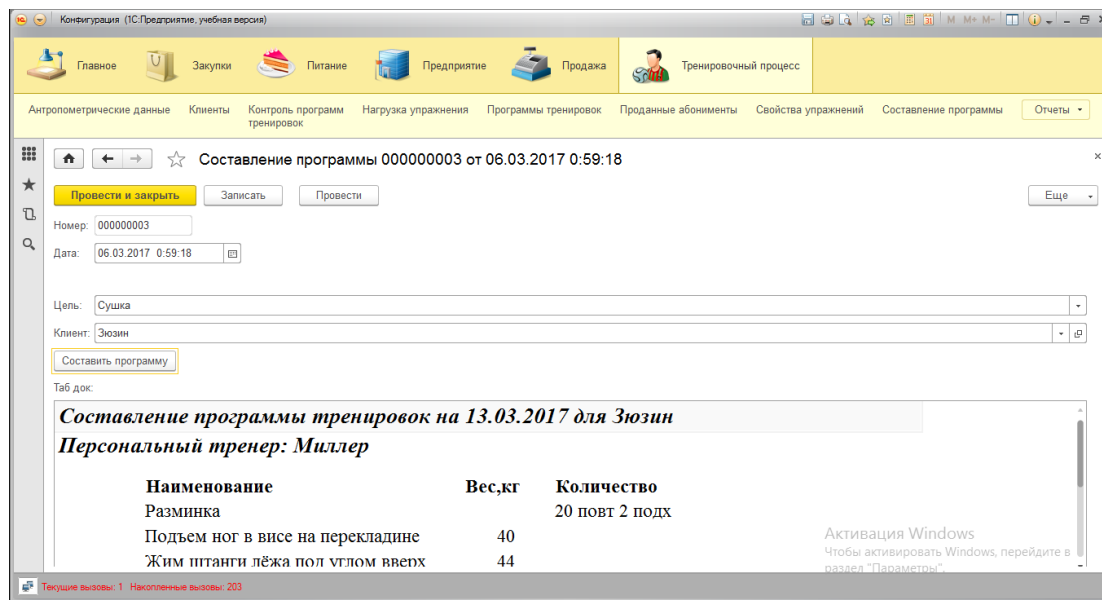 Конфигурация (1С:Предприятие, учебная версия)
M M+ M-
Главное Закупки Питание Предприятие Продажа Тренировочный процесс
Антропометрические данные Клиенты Контроль программ тренировок Нагрузка упражнения Программы тренировок Проданные абонименты Свойства упражнений Составление программы Отчеты
Составление программы 000000003 от 06.03.2017 0:59:18
Провести и закрыть Записать Провести Еще
Номер: 000000003
Дата: 06.03.2017 0:59:18
Цель: Сушка
Клиент: Зюзин
Составить программу
Таб док:
Составление программы тренировок на 13.03.2017 для Зюзин
Персональный тренер: Миллер
Наименование Вес,кг Количество
Разминка 20 повт 2 подх
Подъем ног в висе на перекладине 40
Жим штанги лёжа под углом вверх 44
Активация Windows
Чтобы активировать Windows, перейдите в
раздел "Параметры".
Текущие вызовы: 1 Накопленные вызовы: 203